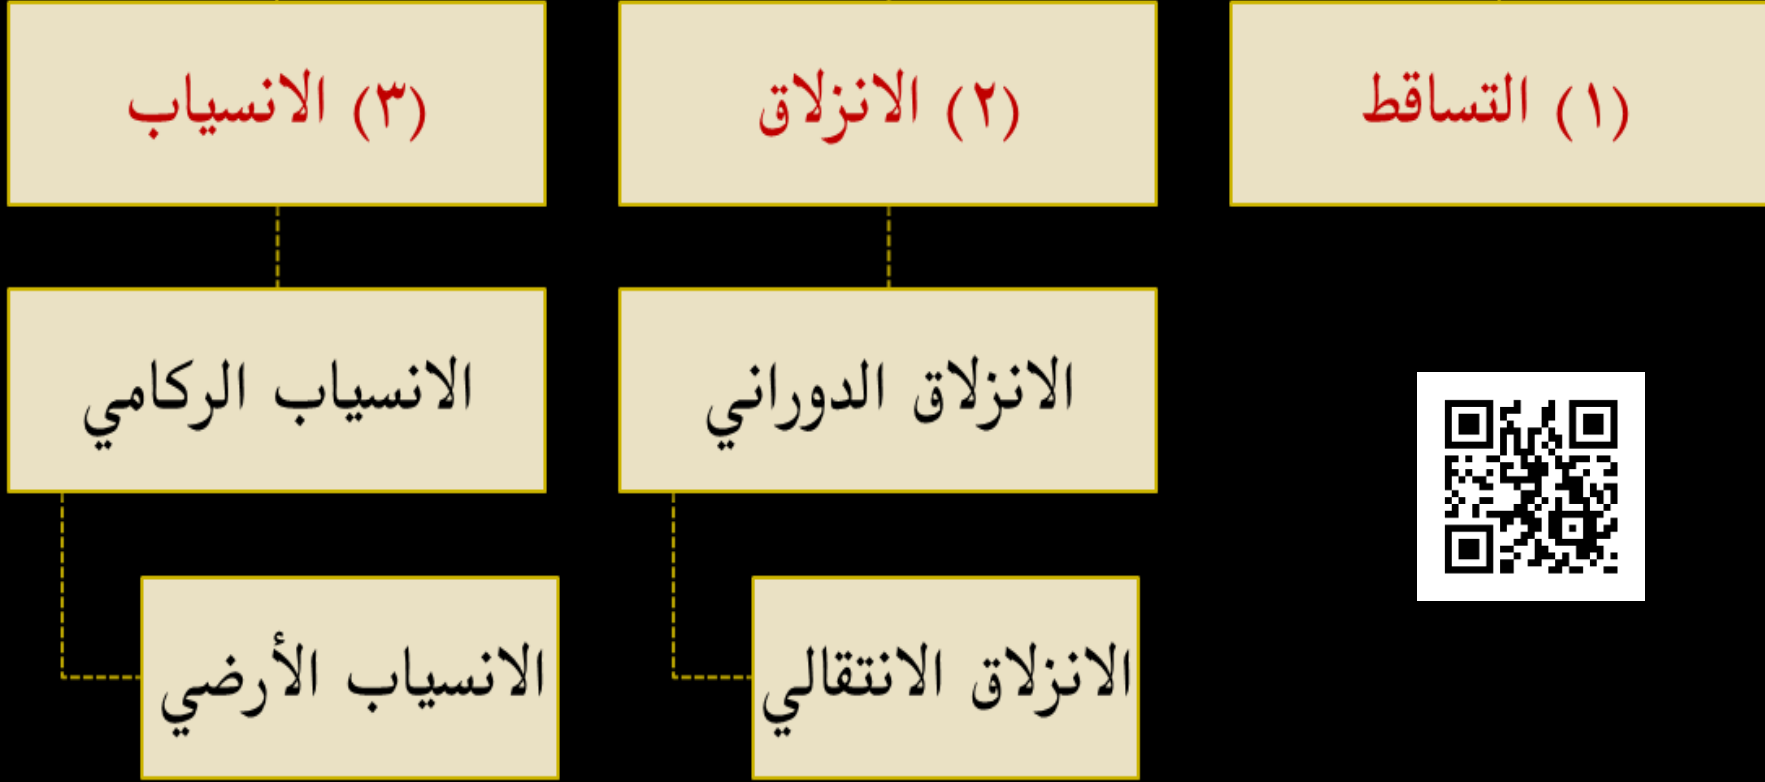 (١) التساقط
(٢) الانزلاق
(٣) الانسياب
الانزلاق الدوراني
الانسياب الركامي
الانزلاق الانتقالي
الانسياب الأرضي